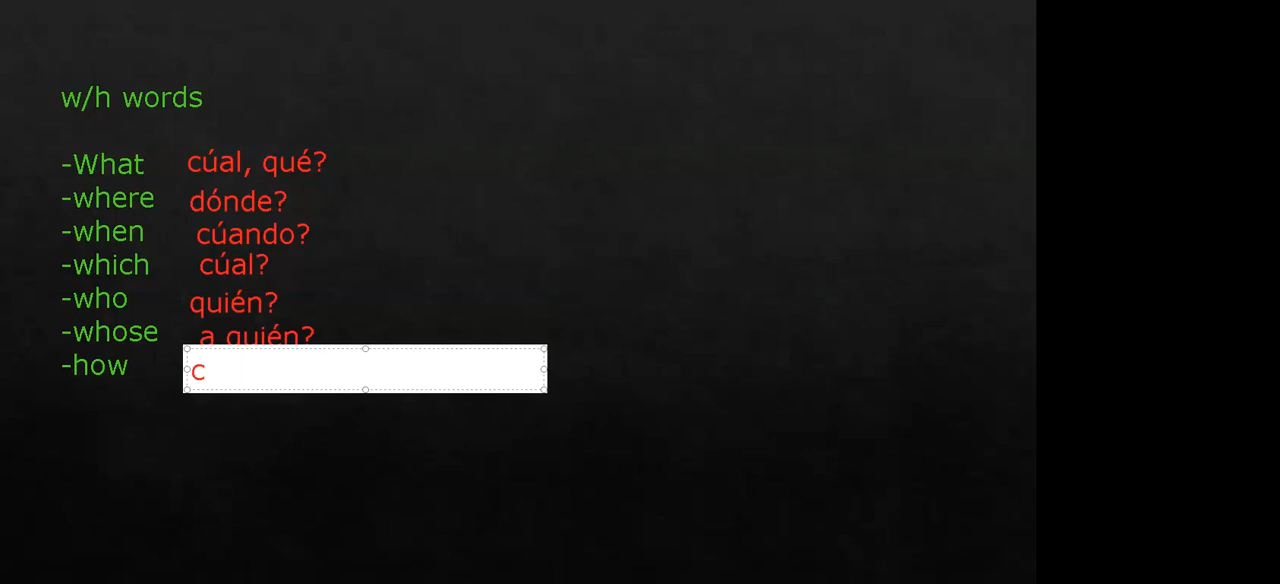 w/h words
-What cúal, qué?
-where dónde?
-when cúando?
-which cúal?
-who quién?
-whose a quién?
-how c